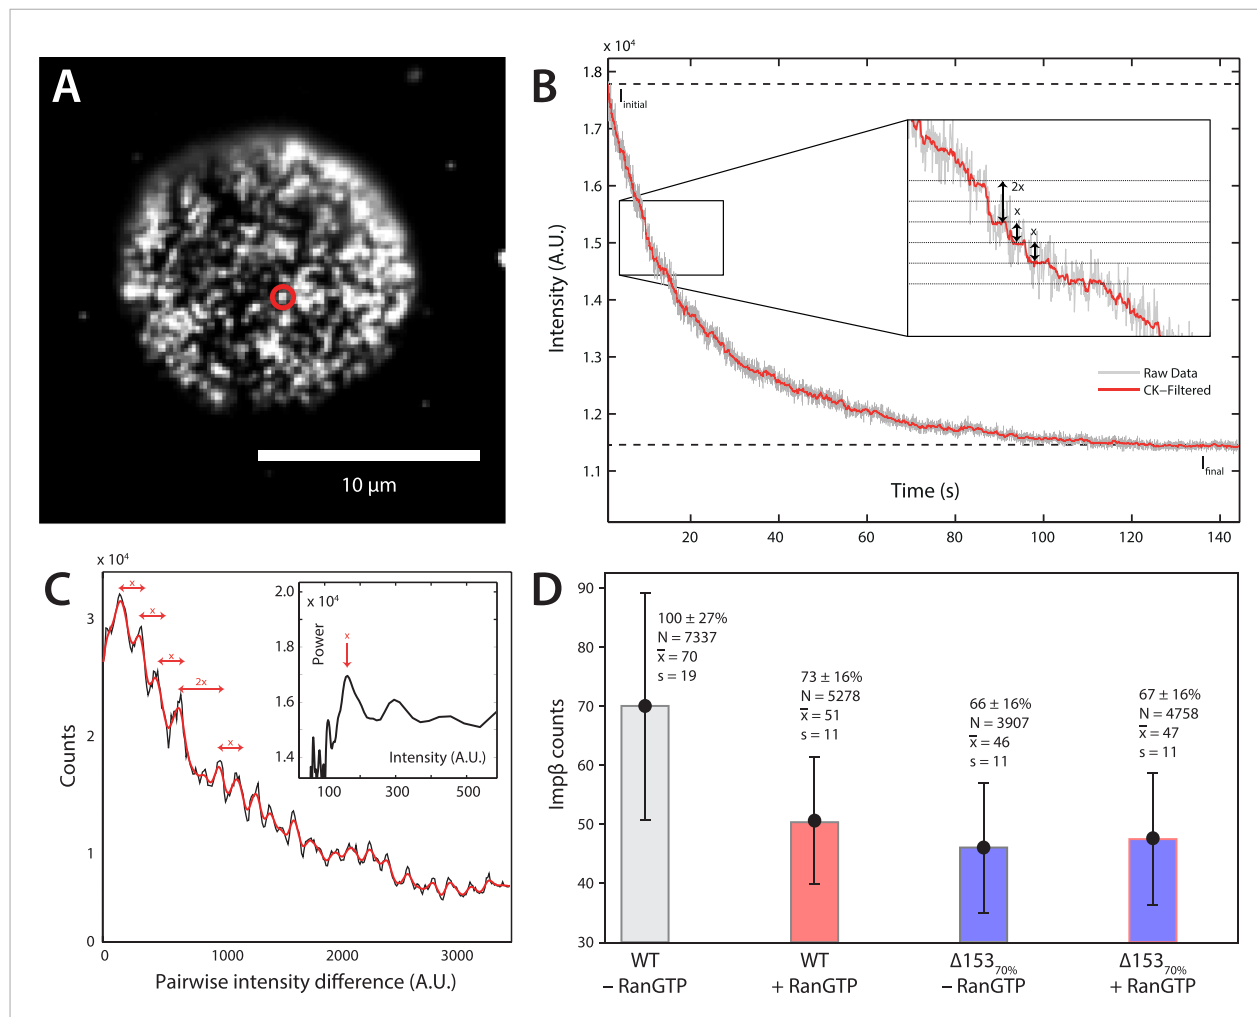 A
10 µm
B
x 10⁴
1.8
1.7
1.6
1.5
1.4
1.3
1.2
1.1
Intensity (A.U.)
I initial
2x
x
x
Raw Data
CK–Filtered
I final
Time (s)
20 40 60 80 100 120 140
C
x 10⁴
3
2
1
0
Counts
x
x
x
2x
x
2.0
x 10⁴
1.8
1.6
1.4
Power
x
Intensity (A.U.)
100 300 500
0 1000 2000 3000
Pairwise intensity difference (A.U.)
D
90
80
70
60
50
40
30
Impβ counts
100 ± 27%
N = 7337
x̅ = 70
s = 19
73 ± 16%
N = 5278
x̅ = 51
s = 11
66 ± 16%
N = 3907
x̅ = 46
s = 11
67 ± 16%
N = 4758
x̅ = 47
s = 11
WT
– RanGTP
WT
+ RanGTP
Δ153 70%
– RanGTP
Δ153 70%
+ RanGTP